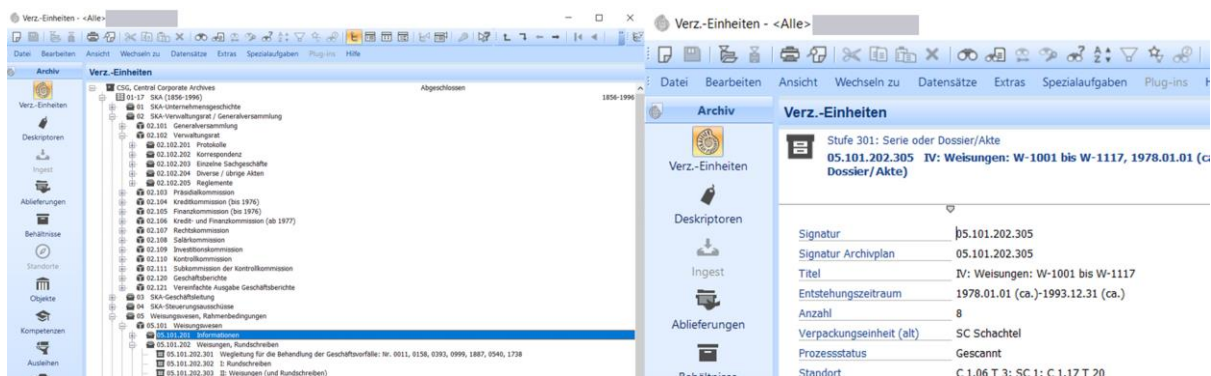 Verz.-Einheiten - <Alle>
Datei Bearbeiten Ansicht Wechseln zu Datensätze Extras Spezialaufgaben Plug-ins Hilfe
Archiv
Verz.-Einheiten
Deskriptoren
Ingest
Ablieferungen
Behältnisse
Standorte
Objekte
Kompetenzen
Ausleihen
Verz.-Einheiten
CSG, Central Corporate Archives Abgeschlossen
01-17 SKA (1856-1996) 1856-1996
01 SKA-Unternehmensgeschichte
02 SKA-Verwaltungsrat / Generalversammlung
02.101 Generalversammlung
02.102 Verwaltungsrat
02.102.201 Protokolle
02.102.202 Korrespondenz
02.102.203 Einzelne Sachgeschäfte
02.102.204 Diverse / übrige Akten
02.102.205 Reglemente
02.103 Präsidialkommission
02.104 Kreditkommission (bis 1976)
02.105 Finanzkommission (bis 1976)
02.106 Kredit- und Finanzkommission (ab 1977)
02.107 Rechtskommission
02.108 Salärkommission
02.109 Investitionskommission
02.110 Kontrollkommission
02.111 Subkommission der Kontrollkommission
02.120 Geschäftsberichte
02.121 Vereinfachte Ausgabe Geschäftsberichte
03 SKA-Geschäftsleitung
04 SKA-Steuerungsausschüsse
05 Weisungswesen, Rahmenbedingungen
05.101 Weisungswesen
05.101.201 Informationen
05.101.202 Weisungen, Rundschreiben
05.101.202.301 Wegleitung für die Behandlung der Geschäftsvorfälle: Nr. 0011, 0158, 0393, 0999, 1887, 0540, 1738
05.101.202.302 I: Rundschreiben
05.101.202.303 II: Weisungen (und Rundschreiben)
Verz.-Einheiten - <Alle>
Datei Bearbeiten Ansicht Wechseln zu Datensätze Extras Spezialaufgaben Plug-ins H
Archiv
Verz.-Einheiten
Deskriptoren
Ingest
Ablieferungen
Behältnisse
Verz.-Einheiten
Stufe 301: Serie oder Dossier/Akte
05.101.202.305 IV: Weisungen: W-1001 bis W-1117, 1978.01.01 (ca
Dossier/Akte)
Signatur 05.101.202.305
Signatur Archivplan 05.101.202.305
Titel IV: Weisungen: W-1001 bis W-1117
Entstehungszeitraum 1978.01.01 (ca.)-1993.12.31 (ca.)
Anzahl 8
Verpackungseinheit (alt) SC Schachtel
Prozessstatus Gescannt
Standort C 1.06 T 3; SC 1; C 1.17 T 20